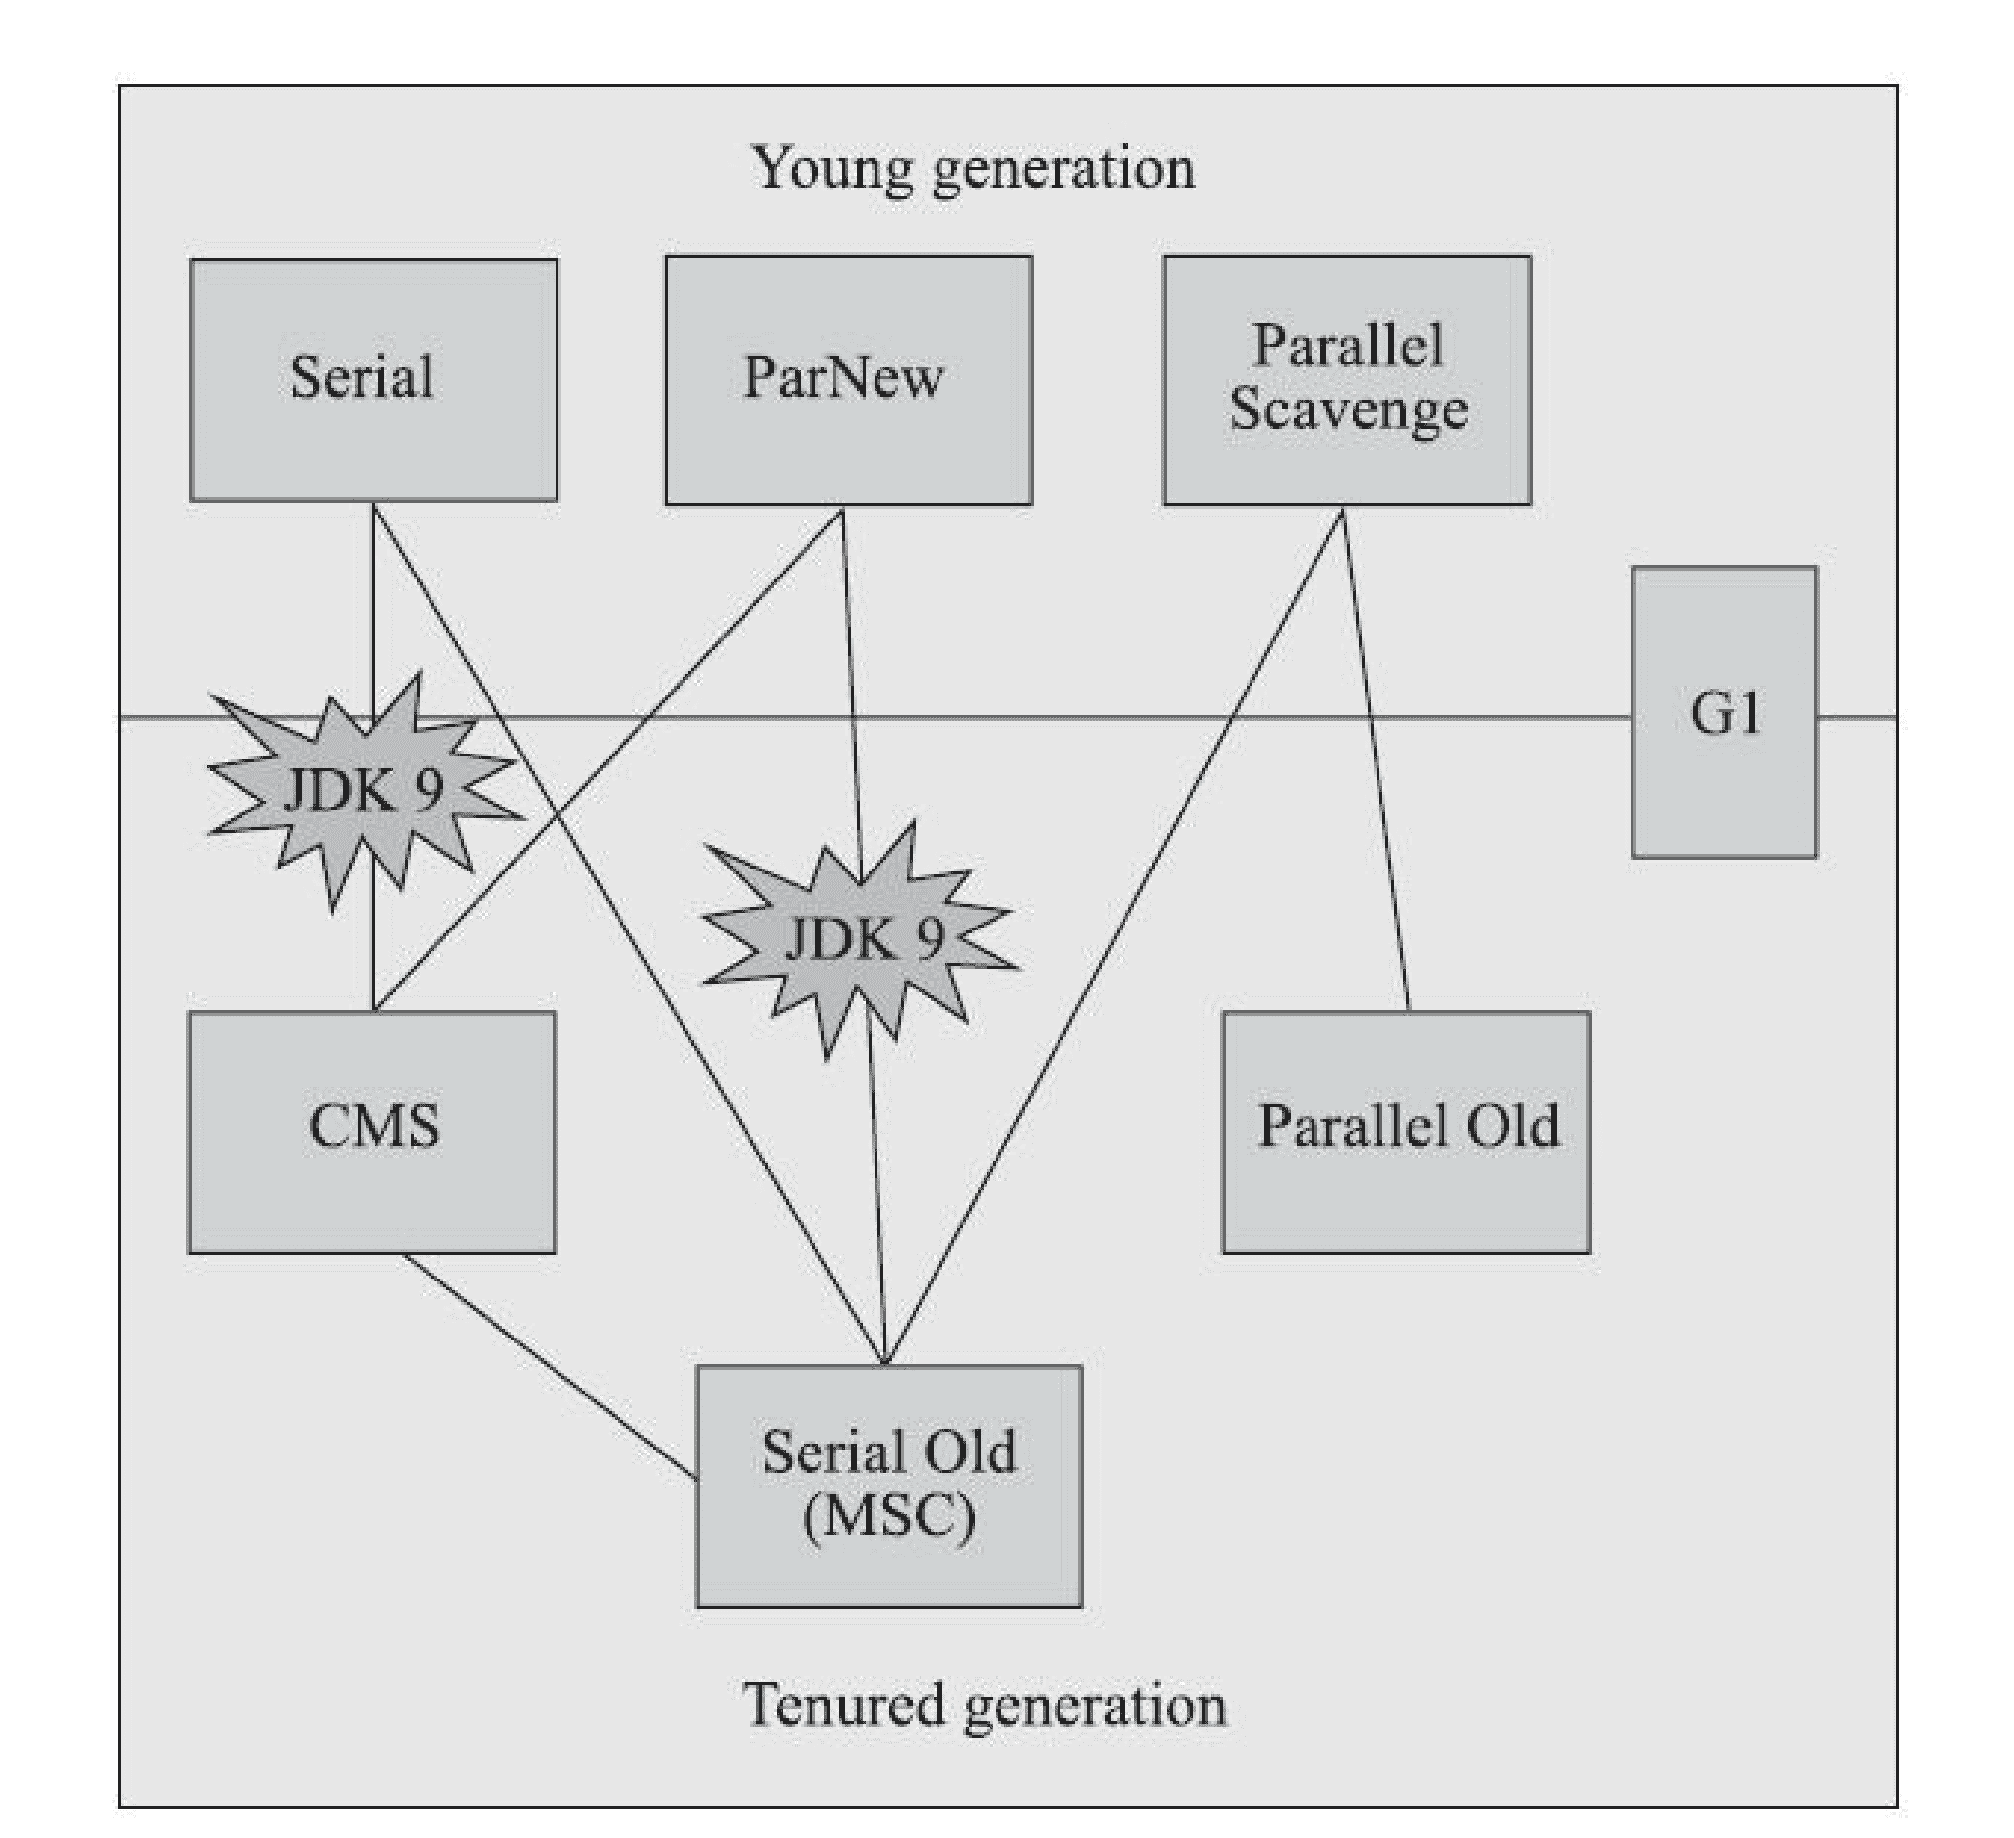 Young generation
Serial
ParNew
Parallel
Scavenge
G1
JDK 9
JDK 9
CMS
Parallel Old
Serial Old
(MSC)
Tenured generation